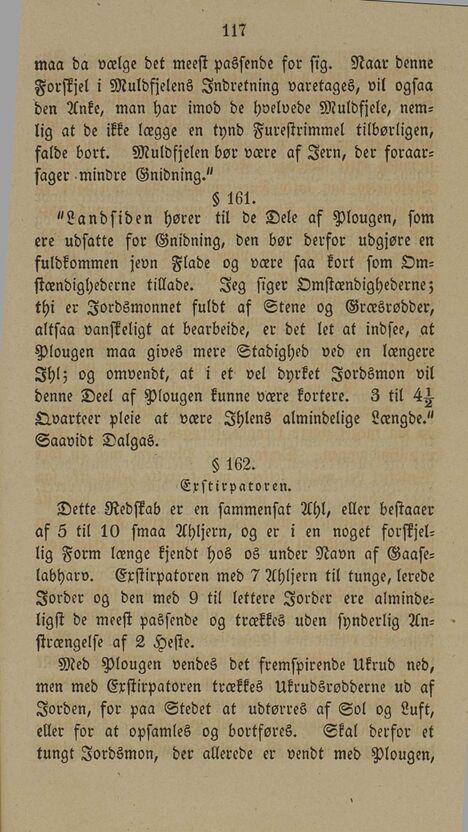 117
maa da vælge det meest passende for sig. Naar denne
Forskjel i Muldfjelens Indretning varetages, vil ogsaa
den Anke, man har imod de hvelvede Muldfjele, nem-
lig at de ikke lægge en tynd Furestrimmel tilbørligen,
falde bort. Muldfjelen bør være af Jern, der foraar-
sager mindre Gnidning."
§ 161.
"Landsiden hører til de Dele af Plougen, som
ere udsatte for Gnidning, den bør derfor udgjøre en
fuldkommen jevn Flade og være saa kort som Om-
stændighederne tillade. Jeg siger Omstændighederne;
thi er Jordsmonnet fuldt af Stene og Græsrødder,
altsaa vanskeligt at bearbeide, er det let at indsee, at
Plougen maa gives mere Stadighed ved en længere
Ihl; og omvendt, at i et vel dyrket Jordsmon vil
denne Deel af Plougen kunne være kortere. 3 til 4½
Qvarteer pleie at være Ihlens almindelige Længde."
Saavidt Dalgas.
§ 162.
Exstirpatoren.
Dette Redskab er en sammensat Ahl, eller bestaaer
af 5 til 10 smaa Ahljern, og er i en noget forskjel-
lig Form længe kjendt hos os under Navn af Gaase-
labharv. Exstirpatoren med 7 Ahljern til tunge, lerede
Jorder og den med 9 til lettere Jorder ere alminde-
ligst de meest passende og trækkes uden synderlig An-
strængelse af 2 Heste.
Med Plougen vendes det fremspirende Ukrud ned,
men med Exstirpatoren trækkes Ukrudsrødderne ud af
Jorden, for paa Stedet at udtørres af Sol og Luft,
eller for at opsamles og bortføres. Skal derfor et
tungt Jordsmon, der allerede er vendt med Plougen,